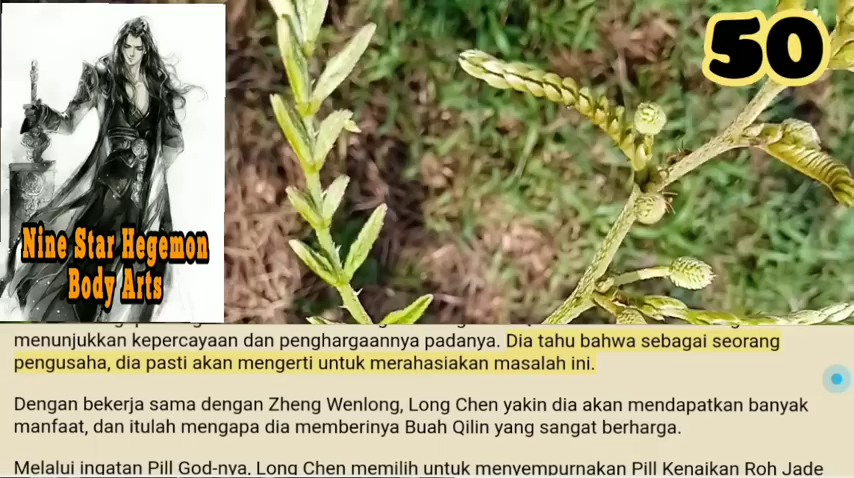 50
Nine Star Hegemon
Body Arts
menunjukkan kepercayaan dan penghargaannya padanya. Dia tahu bahwa sebagai seorang
pengusaha, dia pasti akan mengerti untuk merahasiakan masalah ini.
Dengan bekerja sama dengan Zheng Wenlong, Long Chen yakin dia akan mendapatkan banyak
manfaat, dan itulah mengapa dia memberinya Buah Qilin yang sangat berharga.
Melalui ingatan Pill God-nya, Long Chen memilih untuk menyempurnakan Pill Kenaikan Roh Jade